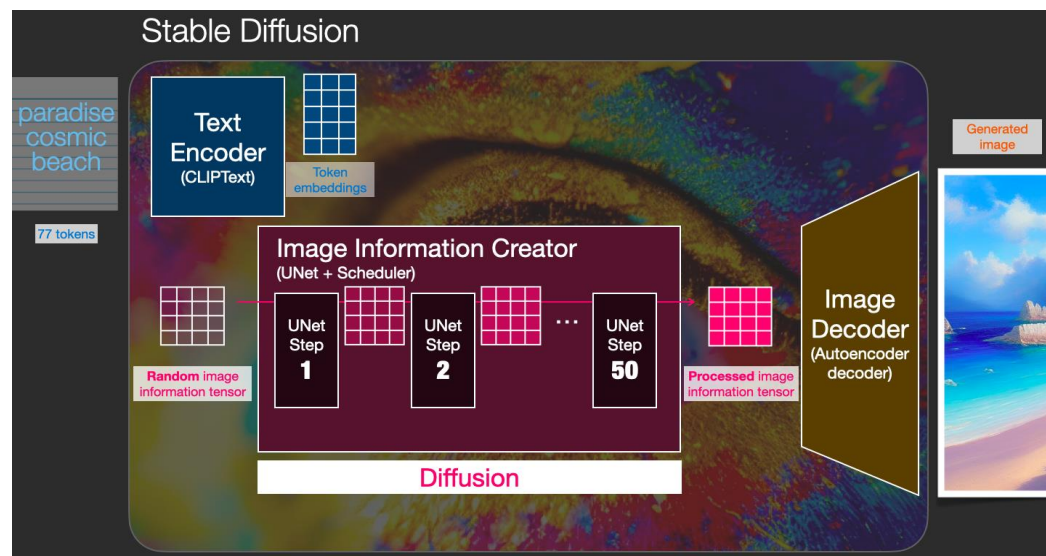 Stable Diffusion
paradise
cosmic
beach
77 tokens
Text
Encoder
(CLIPText)
Token
embeddings
Image Information Creator
(UNet + Scheduler)
UNet
Step
1
UNet
Step
2
...
UNet
Step
50
Random image
information tensor
Processed image
information tensor
Diffusion
Image
Decoder
(Autoencoder
decoder)
Generated
image